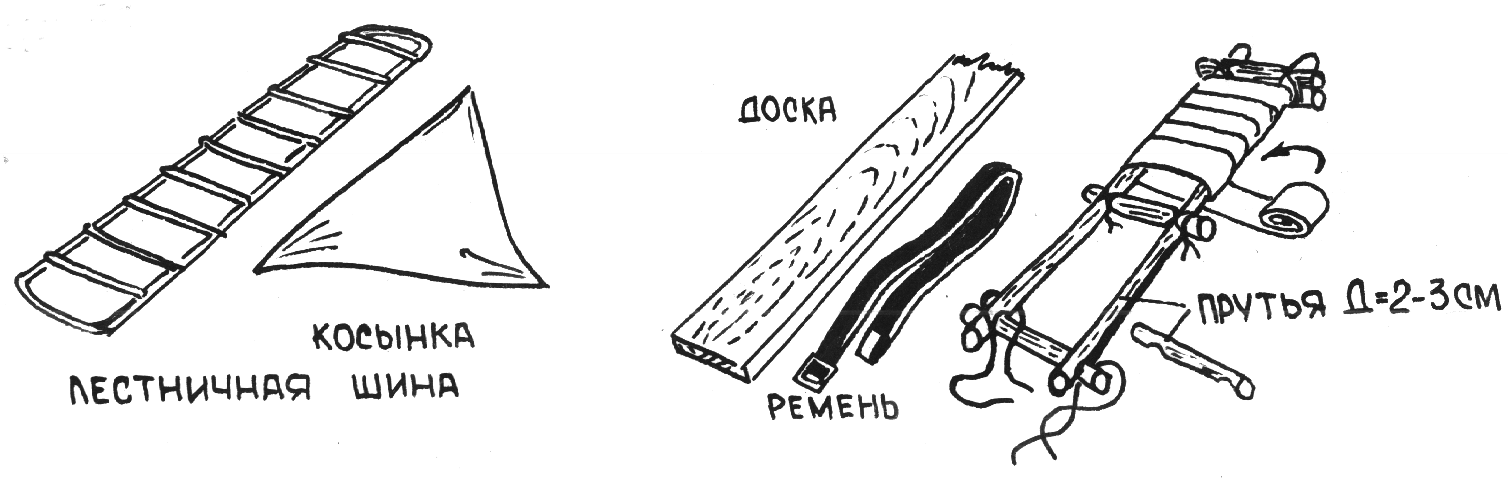 КОСЫНКА
ЛЕСТНИЧНАЯ ШИНА
ДОСКА
РЕМЕНЬ
ПРУТЬЯ Д=2-3СМ